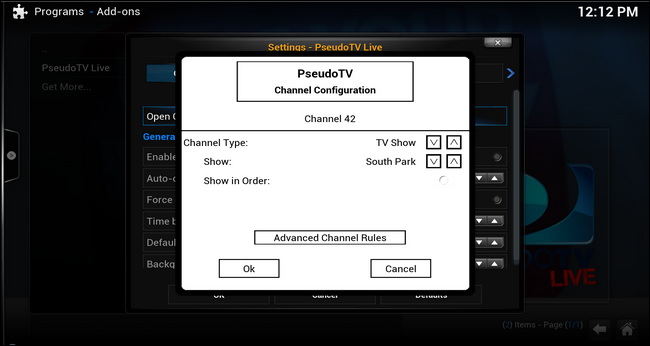 Programs - Add-ons
12:12 PM
Settings - PseudoTV Live
PseudoTV Live
Get More...
PseudoTV
Channel Configuration
Channel 42
Channel Type: TV Show
Show: South Park
Show in Order:
Advanced Channel Rules
Ok Cancel
Open
Genera
Enable
Auto-
Force
Time b
Defaul
Backg
OK Cancel Defaults
LIVE
(2) Items - Page (1/1)